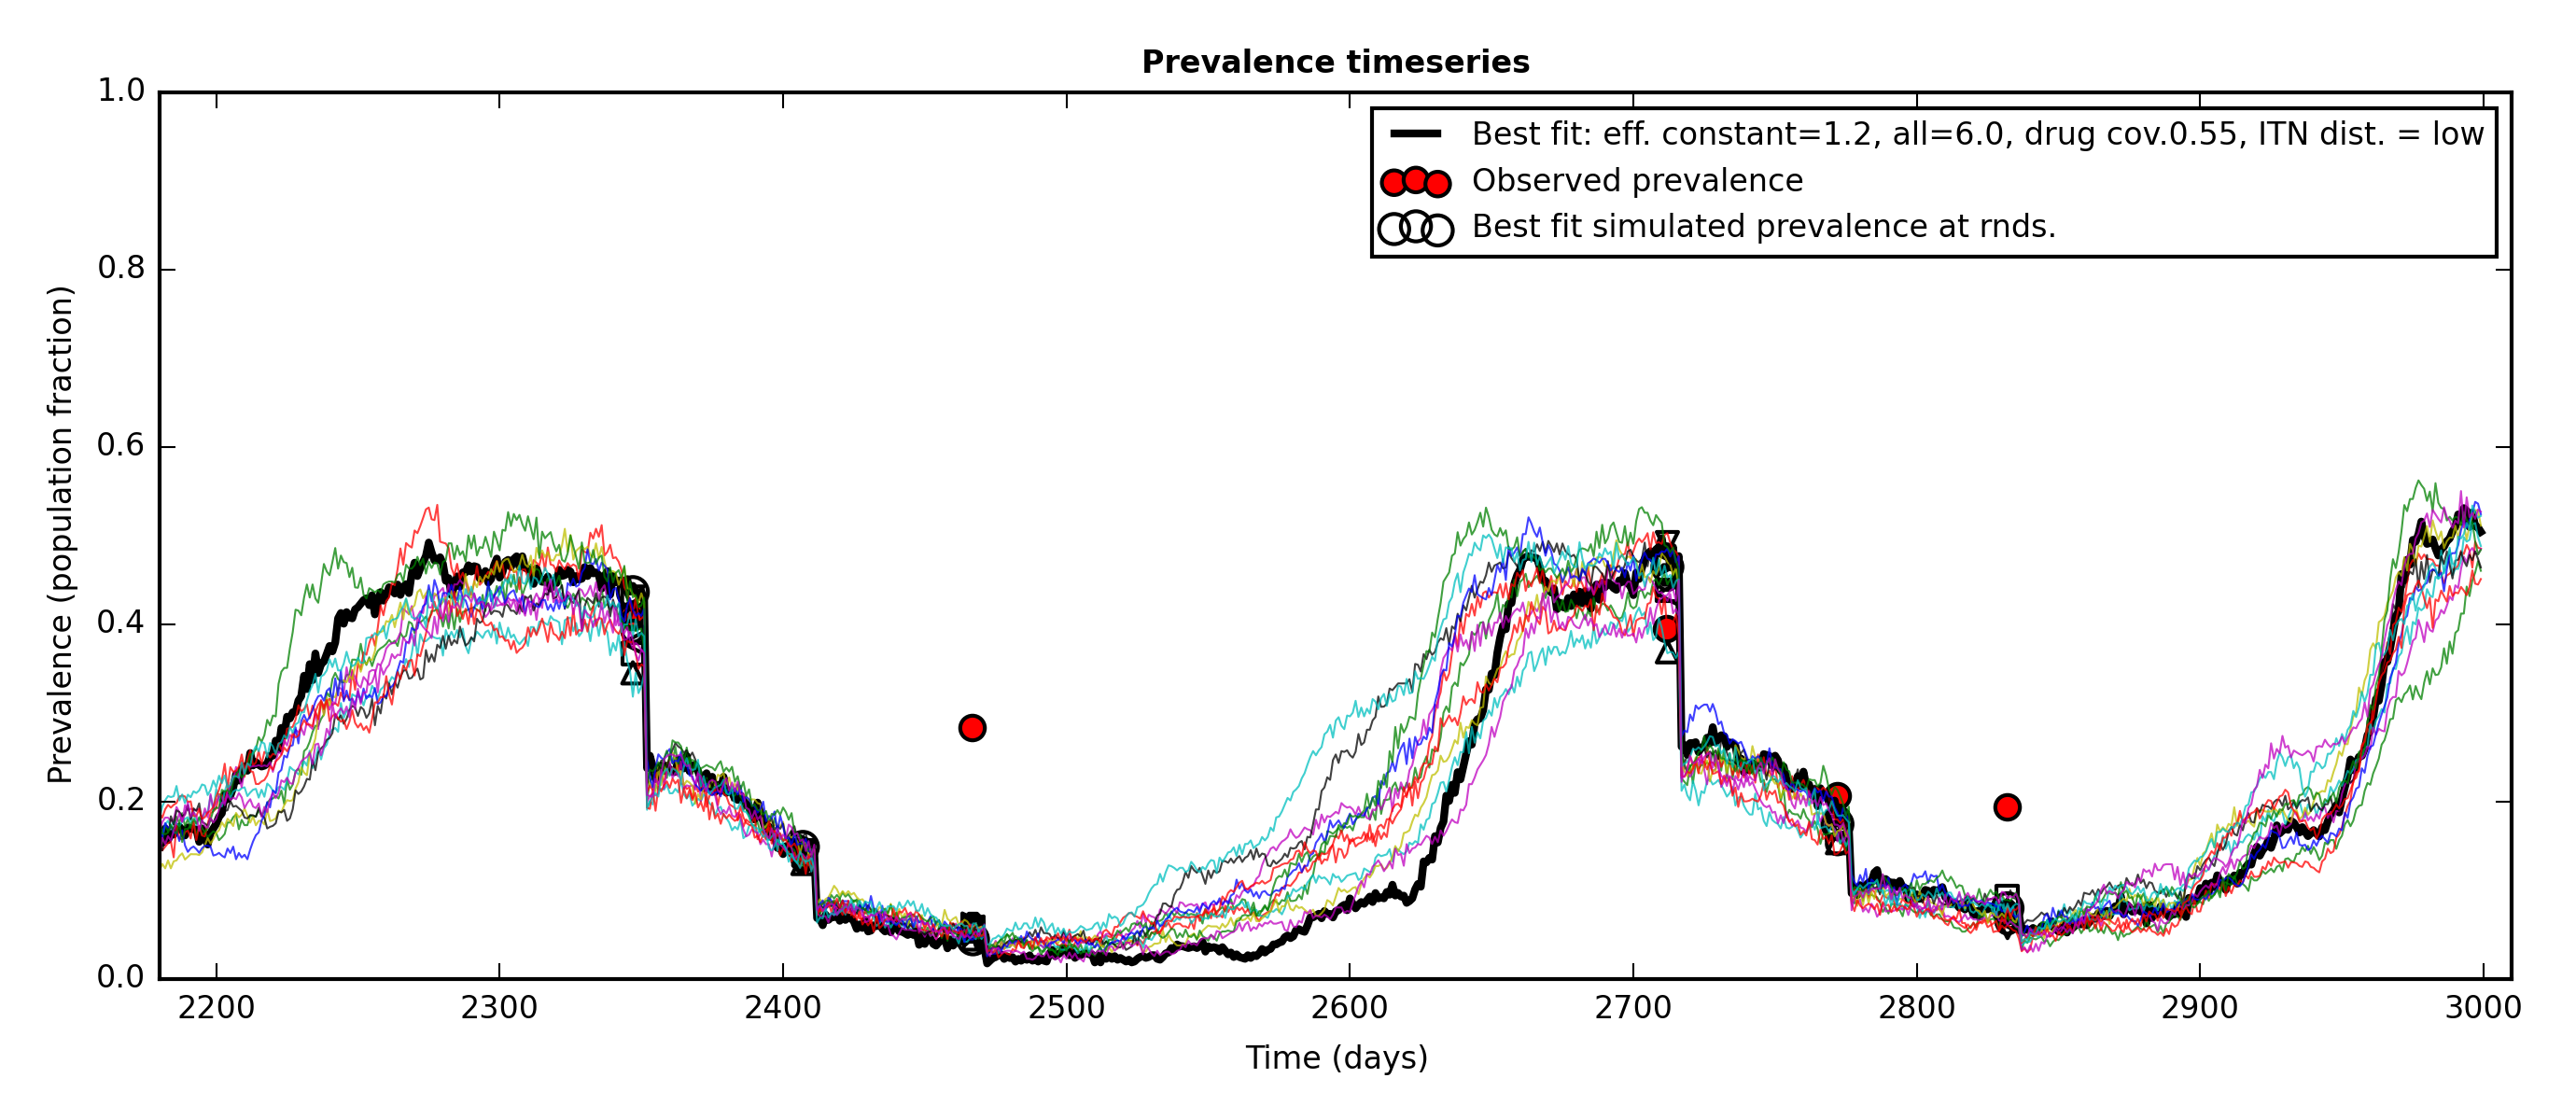 Prevalence timeseries
1.0
0.8
0.6
0.4
0.2
0.0
Prevalence (population fraction)
Best fit: eff. constant=1.2, all=6.0, drug cov.0.55, ITN dist. = low
Observed prevalence
Best fit simulated prevalence at rnds.
2200 2300 2400 2500 2600 2700 2800 2900 3000
Time (days)